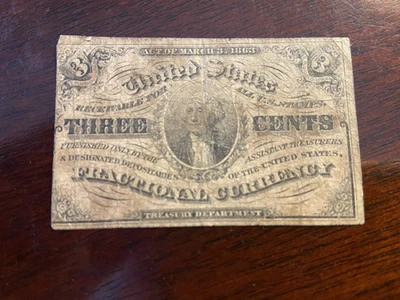 ACT OF MARCH 3, 1863
3 3
United States
RECEIVABLE FOR ALL U.S. STAMPS,
THREE CENTS
FURNISHED ONLY BY THE ASSISTANT TREASURERS
& DESIGNATED DEPOSITARIES OF THE UNITED STATES.
FRACTIONAL CURRENCY
TREASURY DEPARTMENT